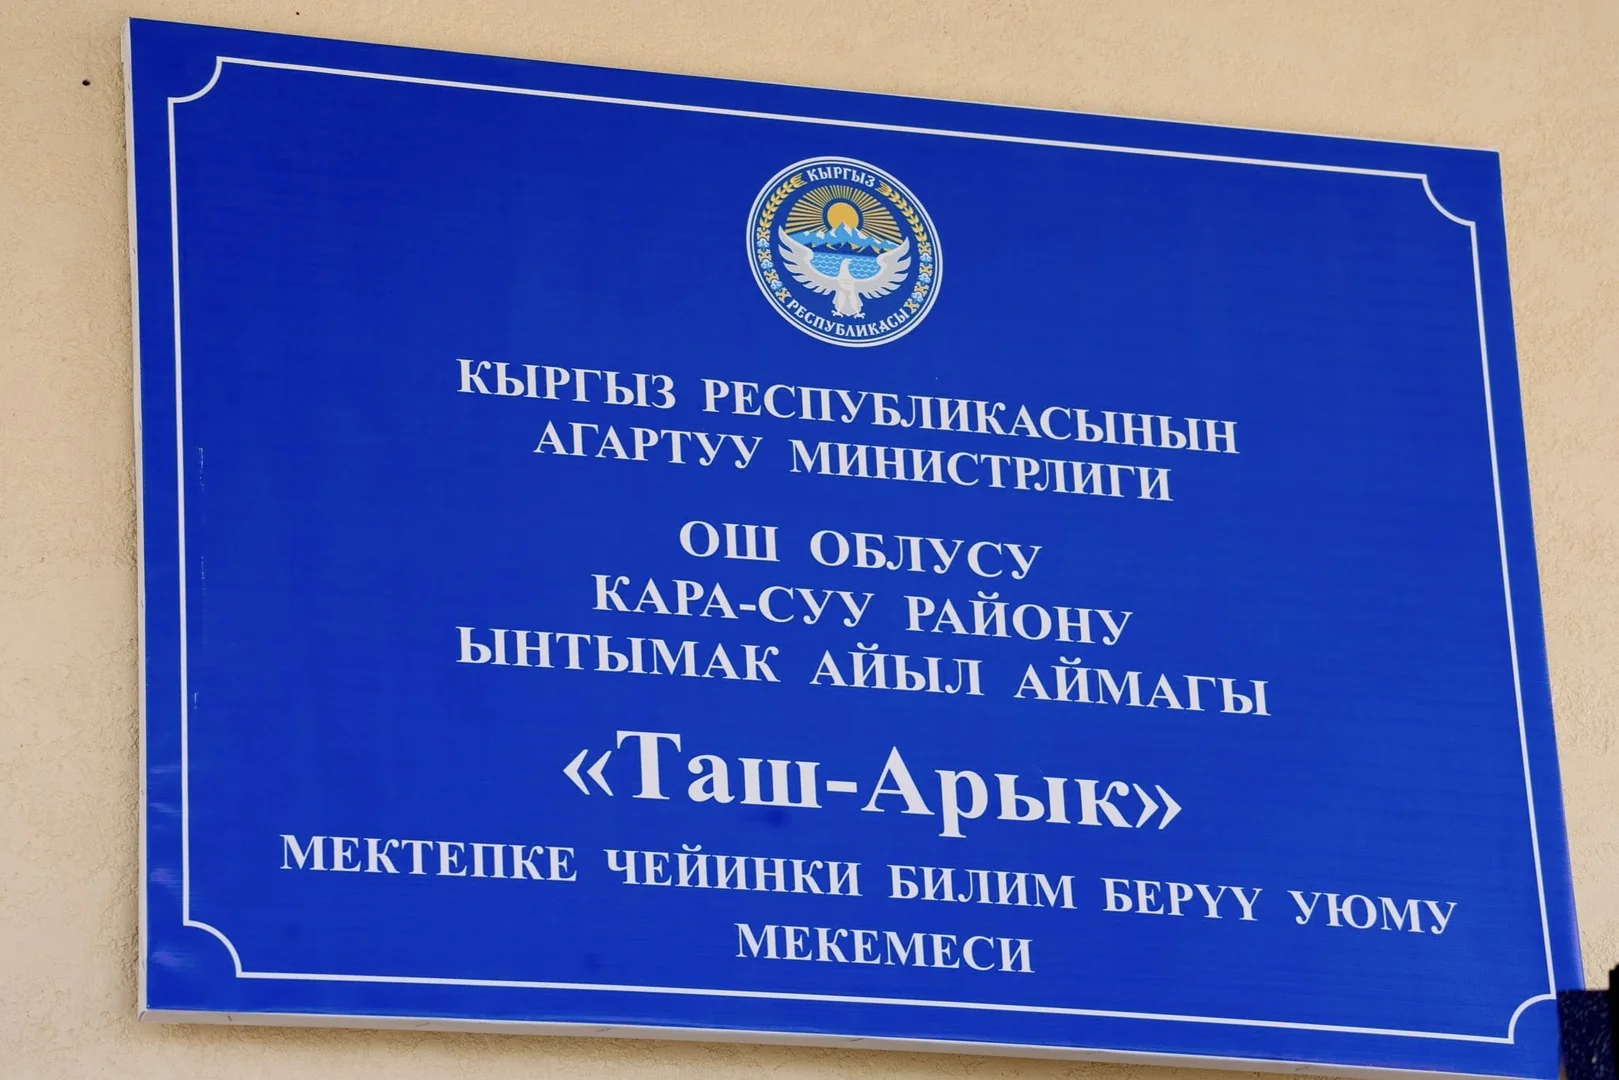 КЫРГЫЗ
РЕСПУБЛИКАСЫ
КЫРГЫЗ РЕСПУБЛИКАСЫНЫН
АГАРТУУ МИНИСТРЛИГИ
ОШ ОБЛУСУ
КАРА-СУУ РАЙОНУ
ЫНТЫМАК АЙЫЛ АЙМАГЫ
«Таш-Арык»
МЕКТЕПКЕ ЧЕЙИНКИ БИЛИМ БЕРҮҮ УЮМУ
МЕКЕМЕСИ